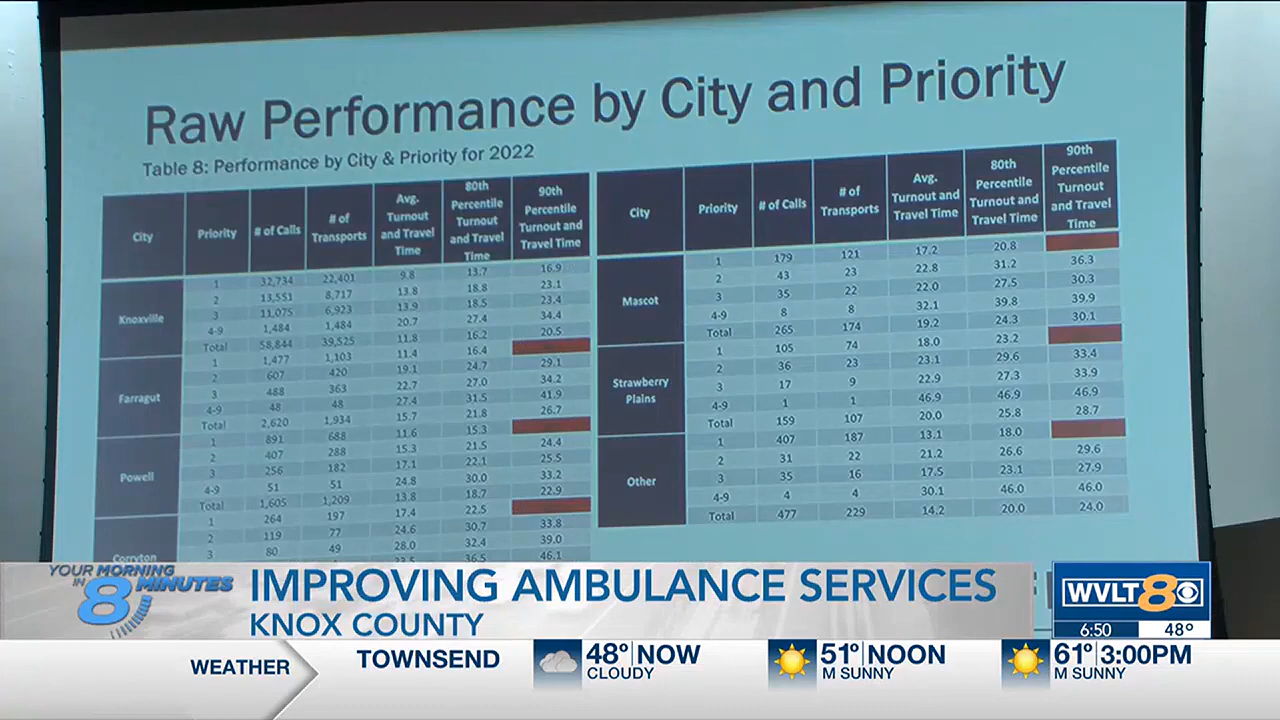 Raw Performance by City and Priority
Table 8: Performance by City & Priority for 2022
City Priority # of Calls # of Transports Avg. Turnout and Travel Time 80th Percentile Turnout and Travel Time 90th Percentile Turnout and Travel Time
Knoxville
1 32,734 22,401 9.8 13.7 16.9
2 13,551 8,717 13.8 18.8 23.1
3 11,075 6,923 13.9 18.5 23.4
4-9 1,484 1,484 20.7 27.4 34.4
Total 58,844 39,525 11.8 16.2 20.5
Farragut
1 1,477 1,103 11.4 16.4
2 607 420 19.1 24.7 29.1
3 488 363 22.7 27.0 34.2
4-9 48 48 27.4 31.5 41.9
Total 2,620 1,934 15.7 21.8 26.7
Powell
1 891 688 11.6 15.3
2 407 288 15.3 21.5 24.4
3 256 182 17.1 22.1 25.5
4-9 51 51 24.8 30.0 33.2
Total 1,605 1,209 13.8 18.7 22.9
Corryton
1 264 197 17.4 22.5
2 119 77 24.6 30.7 33.8
3 80 49 28.0 32.4 39.0
36.5 46.1
City Priority # of Calls # of Transports Avg. Turnout and Travel Time 80th Percentile Turnout and Travel Time 90th Percentile Turnout and Travel Time
Mascot
1 179 121 17.2 20.8
2 43 23 22.8 31.2 36.3
3 35 22 22.0 27.5 30.3
4-9 8 8 32.1 39.8 39.9
Total 265 174 19.2 24.3 30.1
Strawberry Plains
1 105 74 18.0 23.2
2 36 23 23.1 29.6 33.4
3 17 9 22.9 27.3 33.9
4-9 1 1 46.9 46.9 46.9
Total 159 107 20.0 25.8 28.7
Other
1 407 187 13.1 18.0
2 31 22 21.2 26.6 29.6
3 35 16 17.5 23.1 27.9
4-9 4 4 30.1 46.0 46.0
Total 477 229 14.2 20.0 24.0
YOUR MORNING IN 8 MINUTES
IMPROVING AMBULANCE SERVICES
KNOX COUNTY
WVLT8
6:50 48°
WEATHER
TOWNSEND
48° NOW
CLOUDY
51° NOON
M SUNNY
61° 3:00PM
M SUNNY